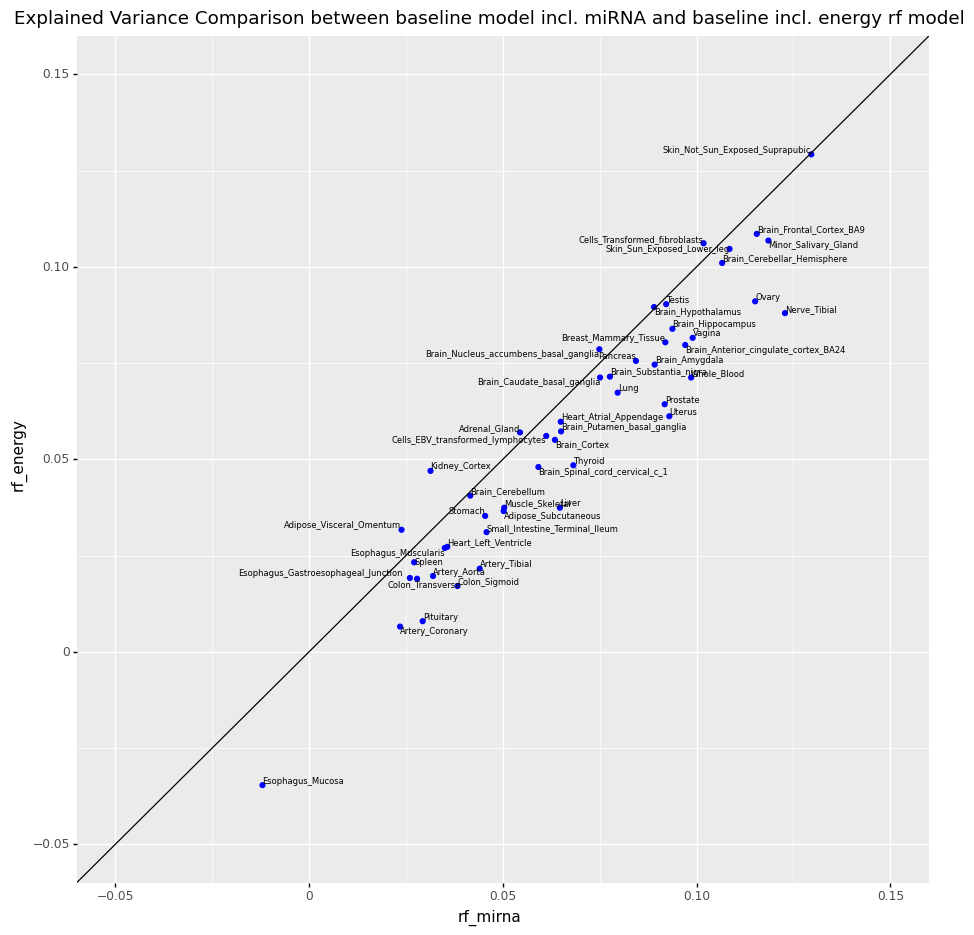 Explained Variance Comparison between baseline model incl. miRNA and baseline incl. energy rf model
0.15
Skin_Not_Sun_Exposed_Suprapubic
Brain_Frontal_Cortex_BA9
Cells_Transformed_fibroblasts
Minor_Salivary_Gland
Skin_Sun_Exposed_Lower_leg
Brain_Cerebellar_Hemisphere
0.10
Ovary
Testis
Nerve_Tibial
Brain_Hypothalamus
Brain_Hippocampus
Vagina
Breast_Mammary_Tissue
Brain_Anterior_cingulate_cortex_BA24
Brain_Nucleus_accumbens_basal_ganglia
Pancreas
Brain_Amygdala
Brain_Substantia_nigra
Whole_Blood
Brain_Caudate_basal_ganglia
Lung
Prostate
Uterus
Heart_Atrial_Appendage
Adrenal_Gland
Brain_Putamen_basal_ganglia
Cells_EBV_transformed_lymphocytes
Brain_Cortex
0.05
Thyroid
Kidney_Cortex
Brain_Spinal_cord_cervical_c_1
Brain_Cerebellum
Muscle_Skeletal
Liver
Stomach
Adipose_Subcutaneous
Adipose_Visceral_Omentum
Small_Intestine_Terminal_Ileum
Heart_Left_Ventricle
Esophagus_Muscularis
Spleen
Artery_Tibial
Esophagus_Gastroesophageal_Junction
Artery_Aorta
Colon_Transverse
Colon_Sigmoid
Pituitary
Artery_Coronary
0
Esophagus_Mucosa
−0.05
−0.05
0
0.05
0.10
0.15
rf_mirna
rf_energy